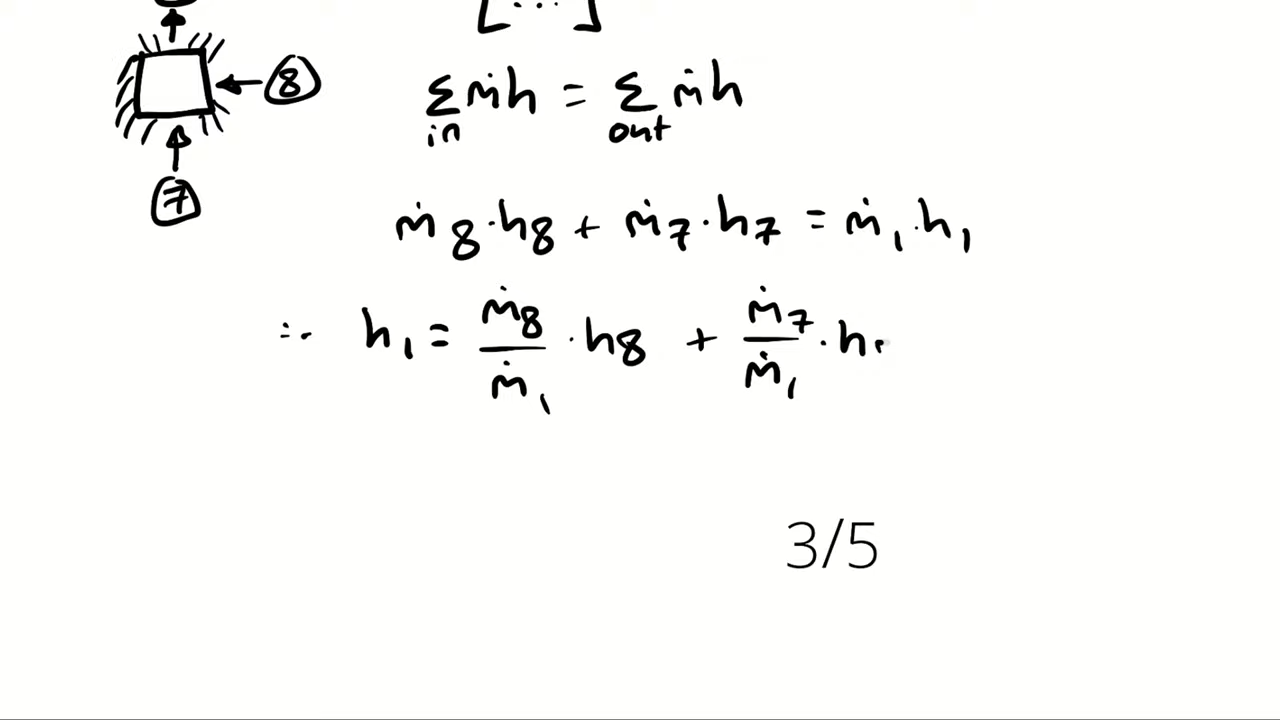 [...]
8
Σ ṁh = Σ ṁh
in out
7
ṁ8·h8 + ṁ7·h7 = ṁ1·h1
∴ h1 = ṁ8/ṁ1 ·h8 + ṁ7/ṁ1 ·h
3/5